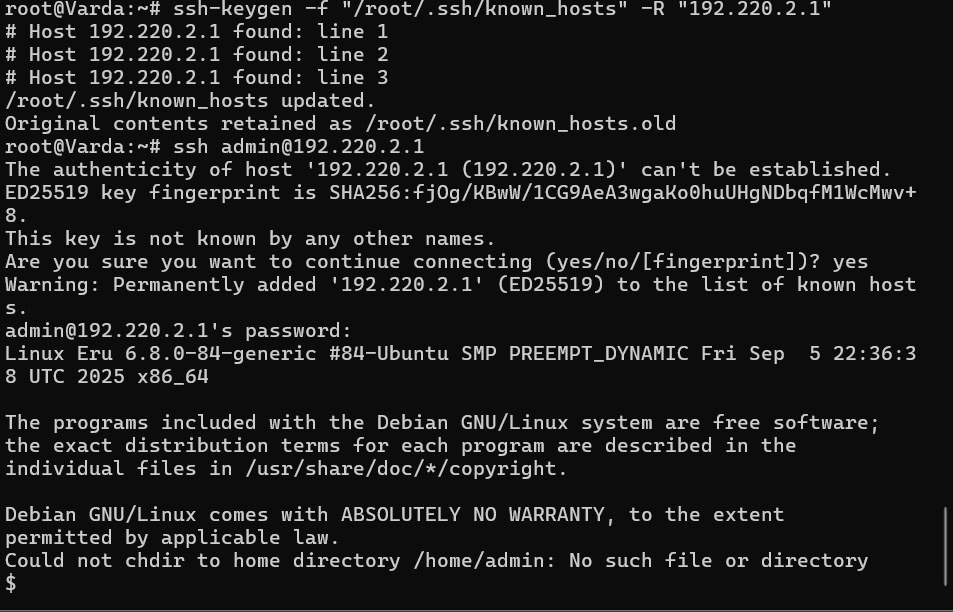 root@Varda:~# ssh-keygen -f "/root/.ssh/known_hosts" -R "192.220.2.1"
# Host 192.220.2.1 found: line 1
# Host 192.220.2.1 found: line 2
# Host 192.220.2.1 found: line 3
/root/.ssh/known_hosts updated.
Original contents retained as /root/.ssh/known_hosts.old
root@Varda:~# ssh admin@192.220.2.1
The authenticity of host '192.220.2.1 (192.220.2.1)' can't be established.
ED25519 key fingerprint is SHA256:fjOg/KBwW/1CG9AeA3wgaKo0huUHgNDbqfM1WcMwv+
8.
This key is not known by any other names.
Are you sure you want to continue connecting (yes/no/[fingerprint])? yes
Warning: Permanently added '192.220.2.1' (ED25519) to the list of known host
s.
admin@192.220.2.1's password:
Linux Eru 6.8.0-84-generic #84-Ubuntu SMP PREEMPT_DYNAMIC Fri Sep  5 22:36:3
8 UTC 2025 x86_64

The programs included with the Debian GNU/Linux system are free software;
the exact distribution terms for each program are described in the
individual files in /usr/share/doc/*/copyright.

Debian GNU/Linux comes with ABSOLUTELY NO WARRANTY, to the extent
permitted by applicable law.
Could not chdir to home directory /home/admin: No such file or directory
$